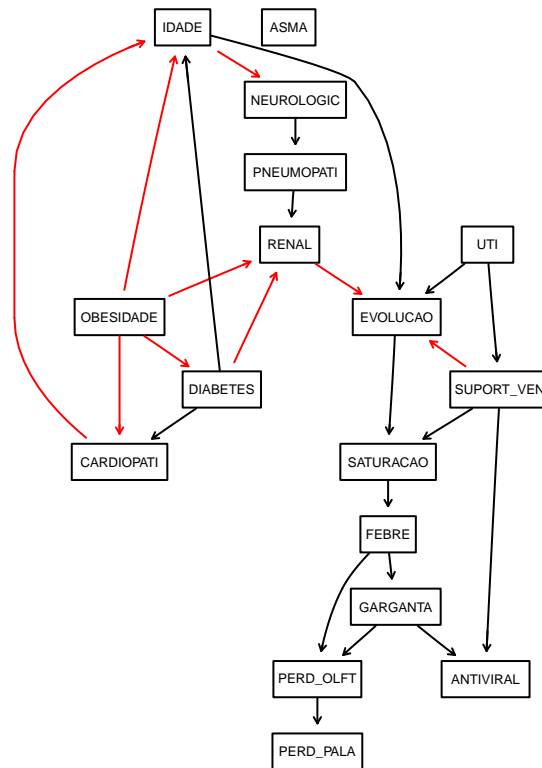 IDADE
ASMA
NEUROLOGIC
PNEUMOPATI
RENAL
UTI
OBESIDADE
EVOLUCAO
DIABETES
SUPORT_VEN
CARDIOPATI
SATURACAO
FEBRE
GARGANTA
PERD_OLFT
ANTIVIRAL
PERD_PALA